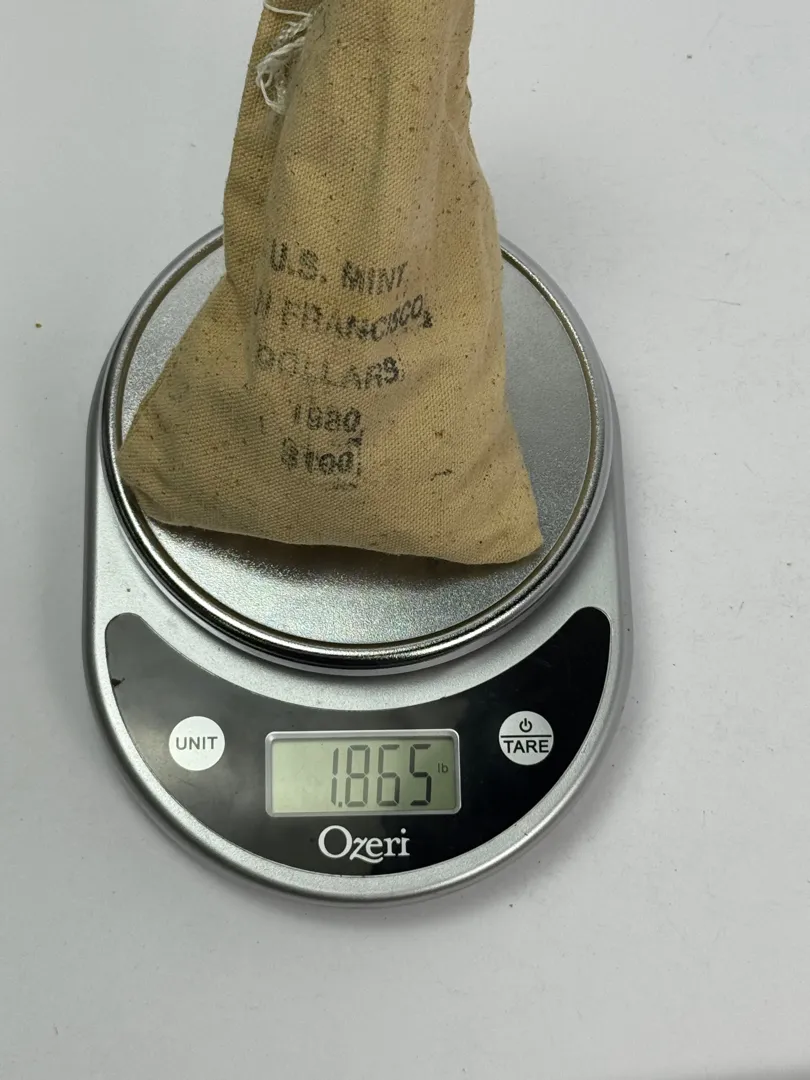 U.S. MINT
N FRANCISCO
DOLLARS
1980
$100
UNIT
1.865 lb
TARE
Ozeri